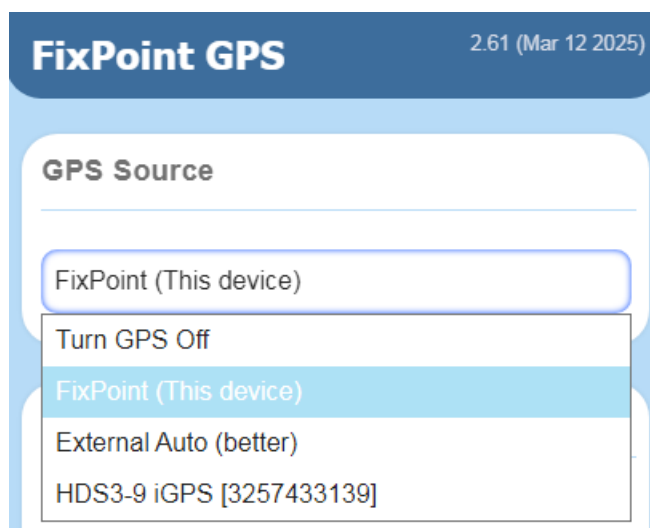 FixPoint GPS
2.61 (Mar 12 2025)
GPS Source
FixPoint (This device)
Turn GPS Off
FixPoint (This device)
External Auto (better)
HDS3-9 iGPS [3257433139]